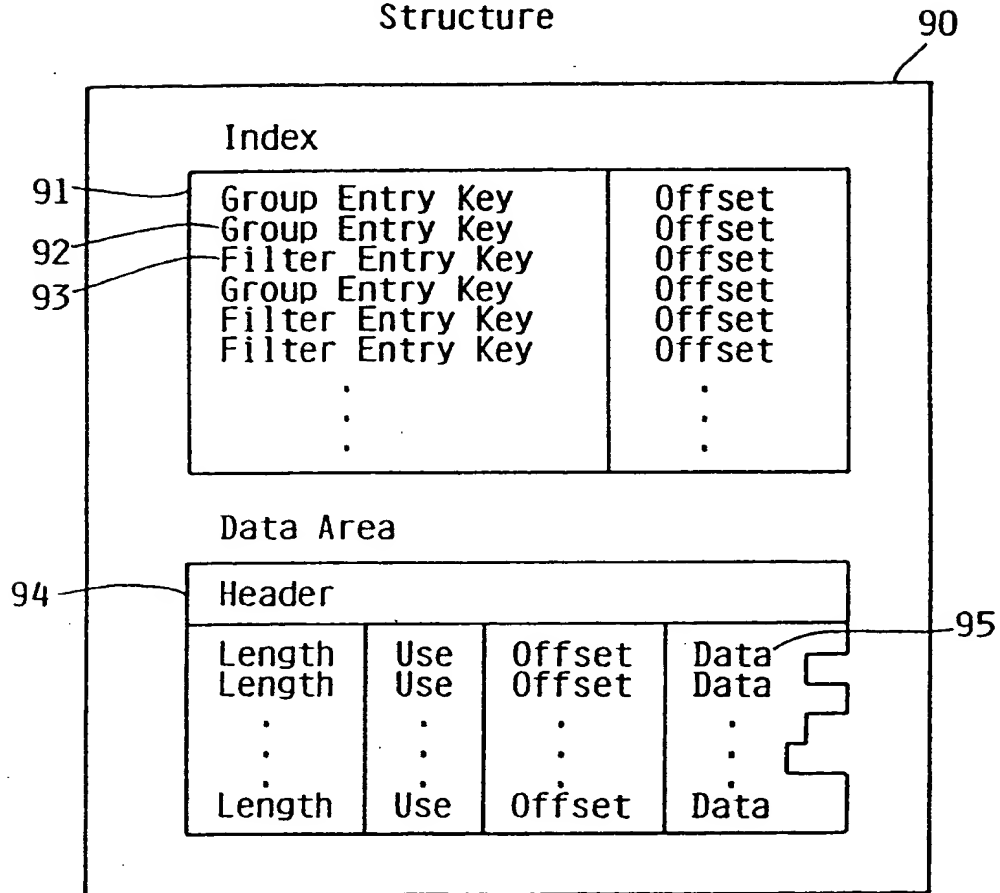 Structure
90
Index
91
Group Entry Key Offset
Group Entry Key Offset
92
Filter Entry Key Offset
93
Group Entry Key Offset
Filter Entry Key Offset
Filter Entry Key Offset
. .
. .
. .
Data Area
94
Header
95
Length Use Offset Data
Length Use Offset Data
. . . .
. . . .
. . . .
Length Use Offset Data